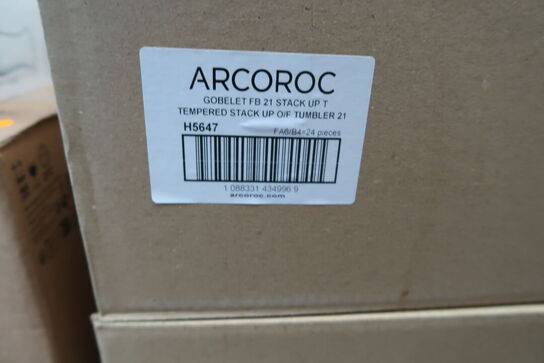 ARCOROC
GOBELET FB 21 STACK UP T
TEMPERED STACK UP O/F TUMBLER 21
H5647
FA6/B4=24 pieces
1 088331 434996 9
arcoroc.com